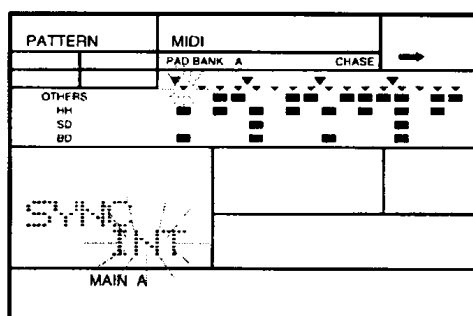 PATTERN MIDI
PAD BANK A CHASE
OTHERS
HH
SD
BD
SYNC
INT
MAIN A